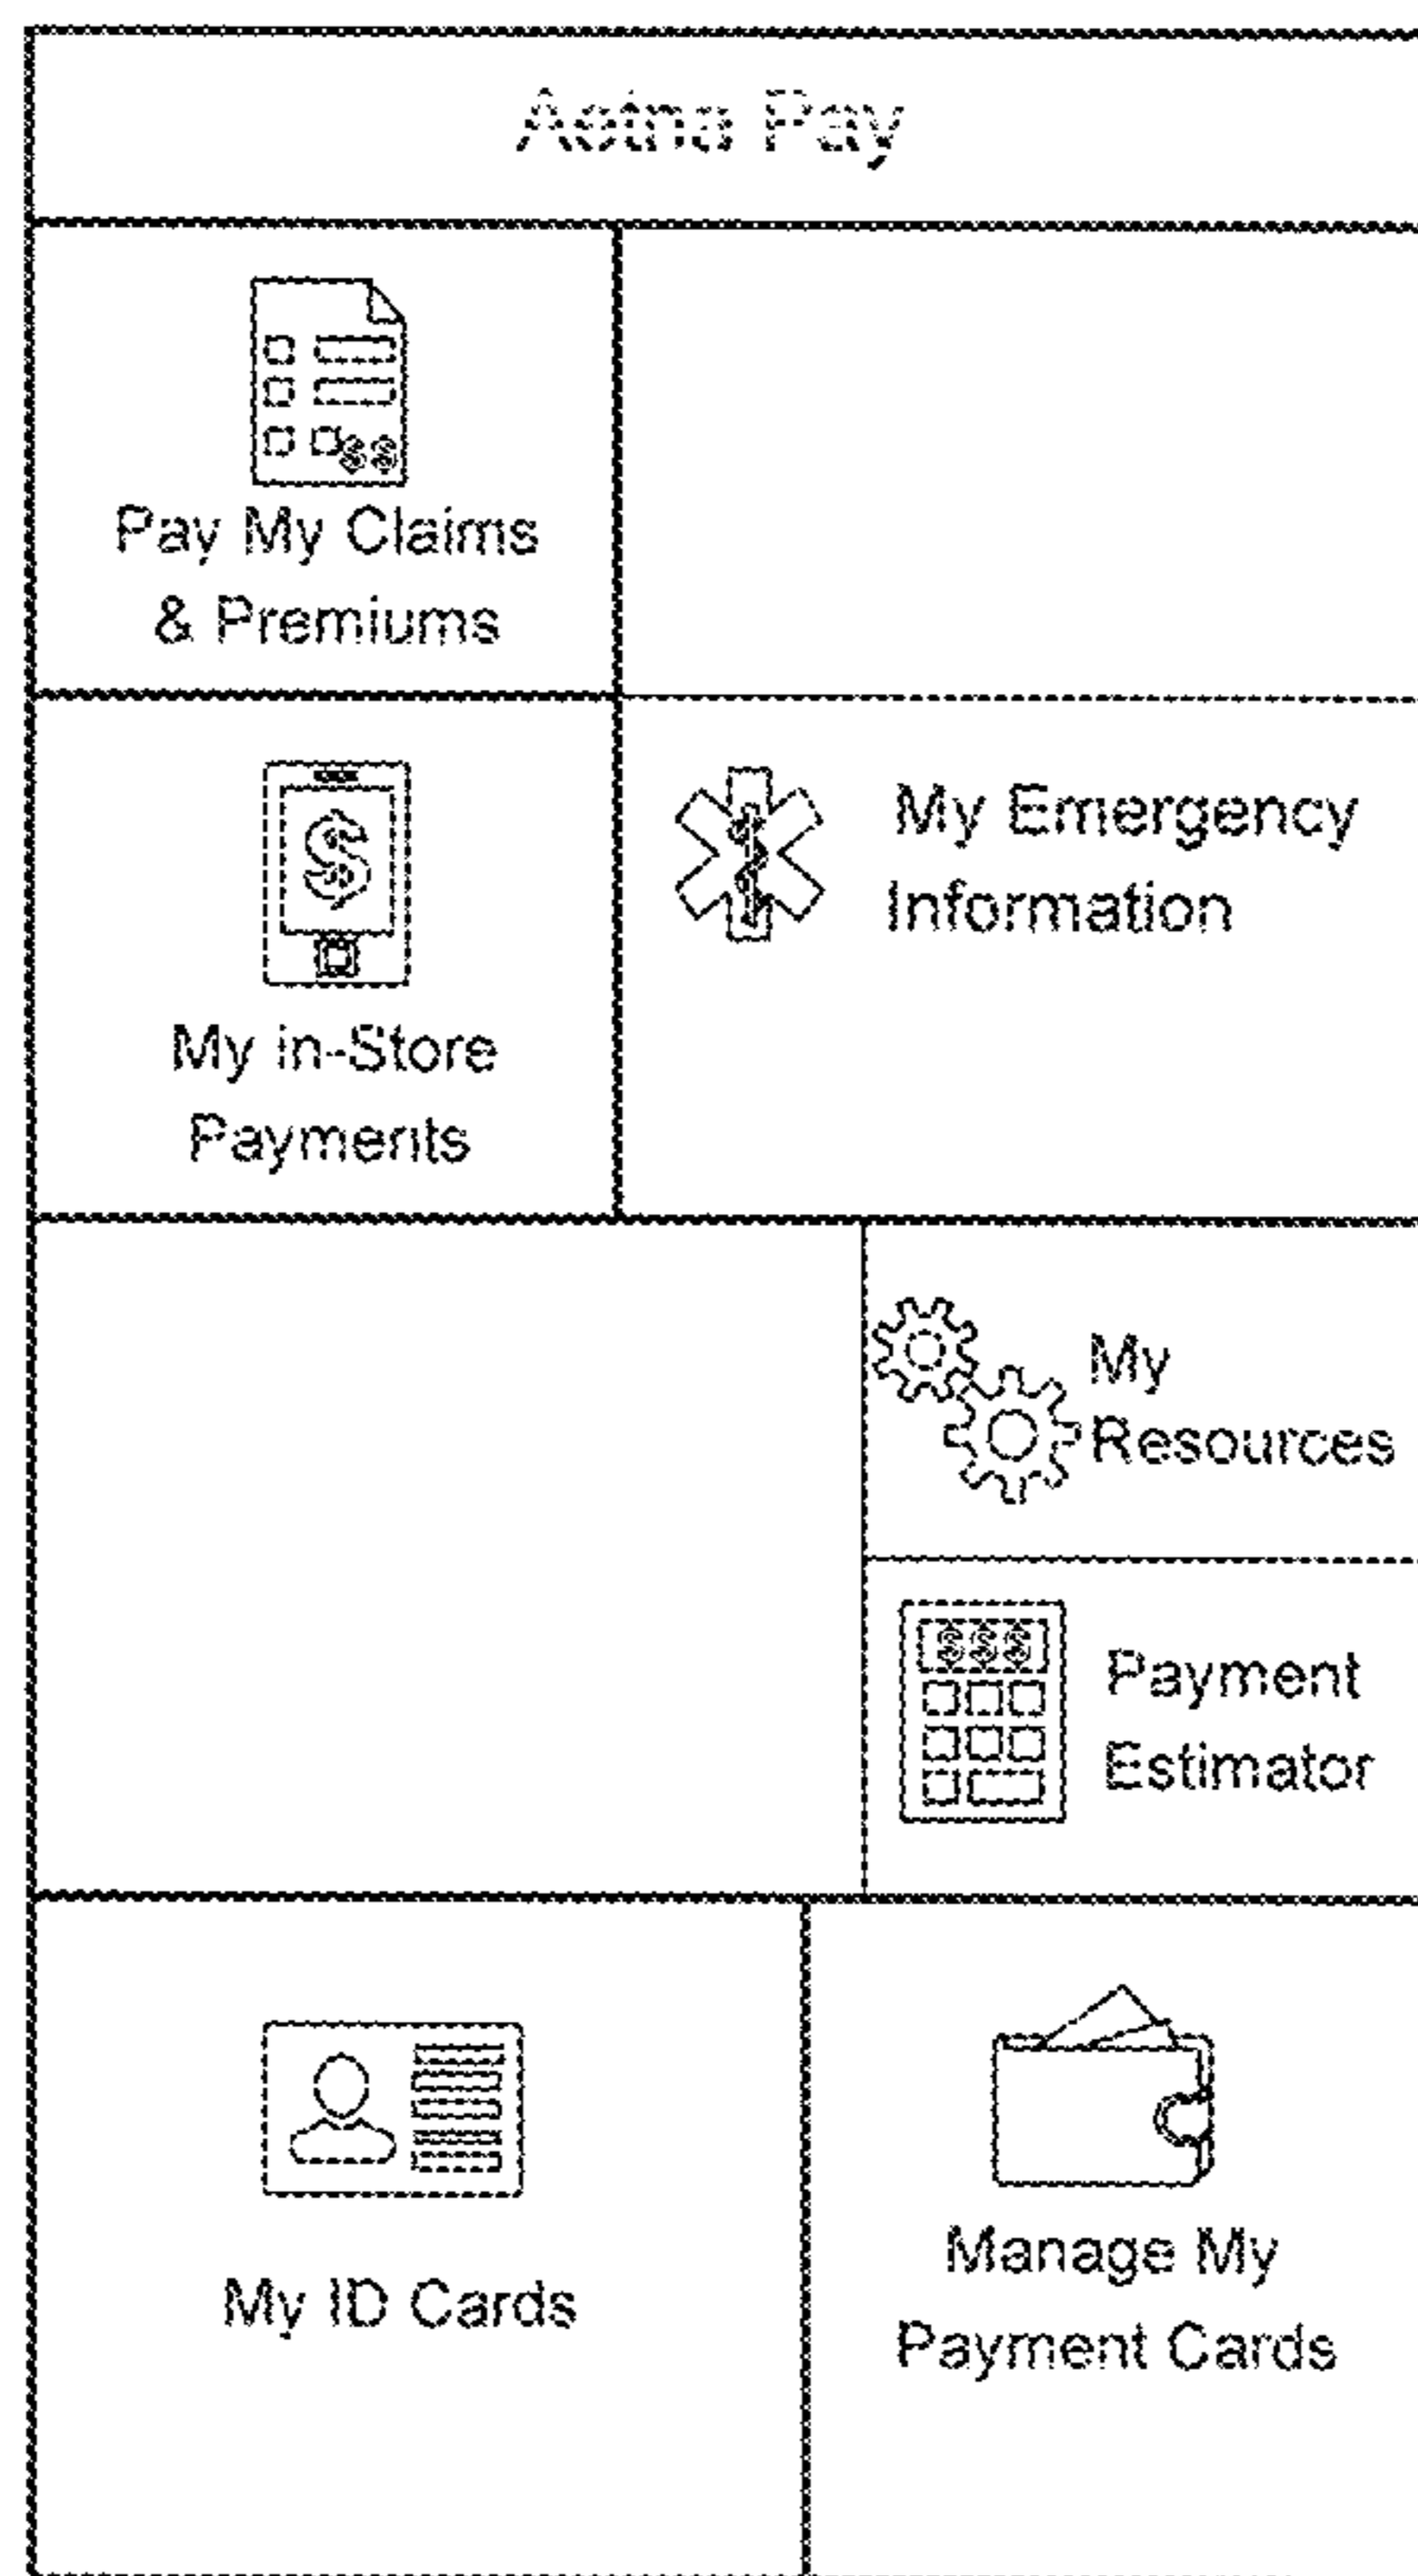 Aetna Pay
Pay My Claims
& Premiums
My in-Store
Payments
My Emergency
Information
My
Resources
Payment
Estimator
My ID Cards
Manage My
Payment Cards